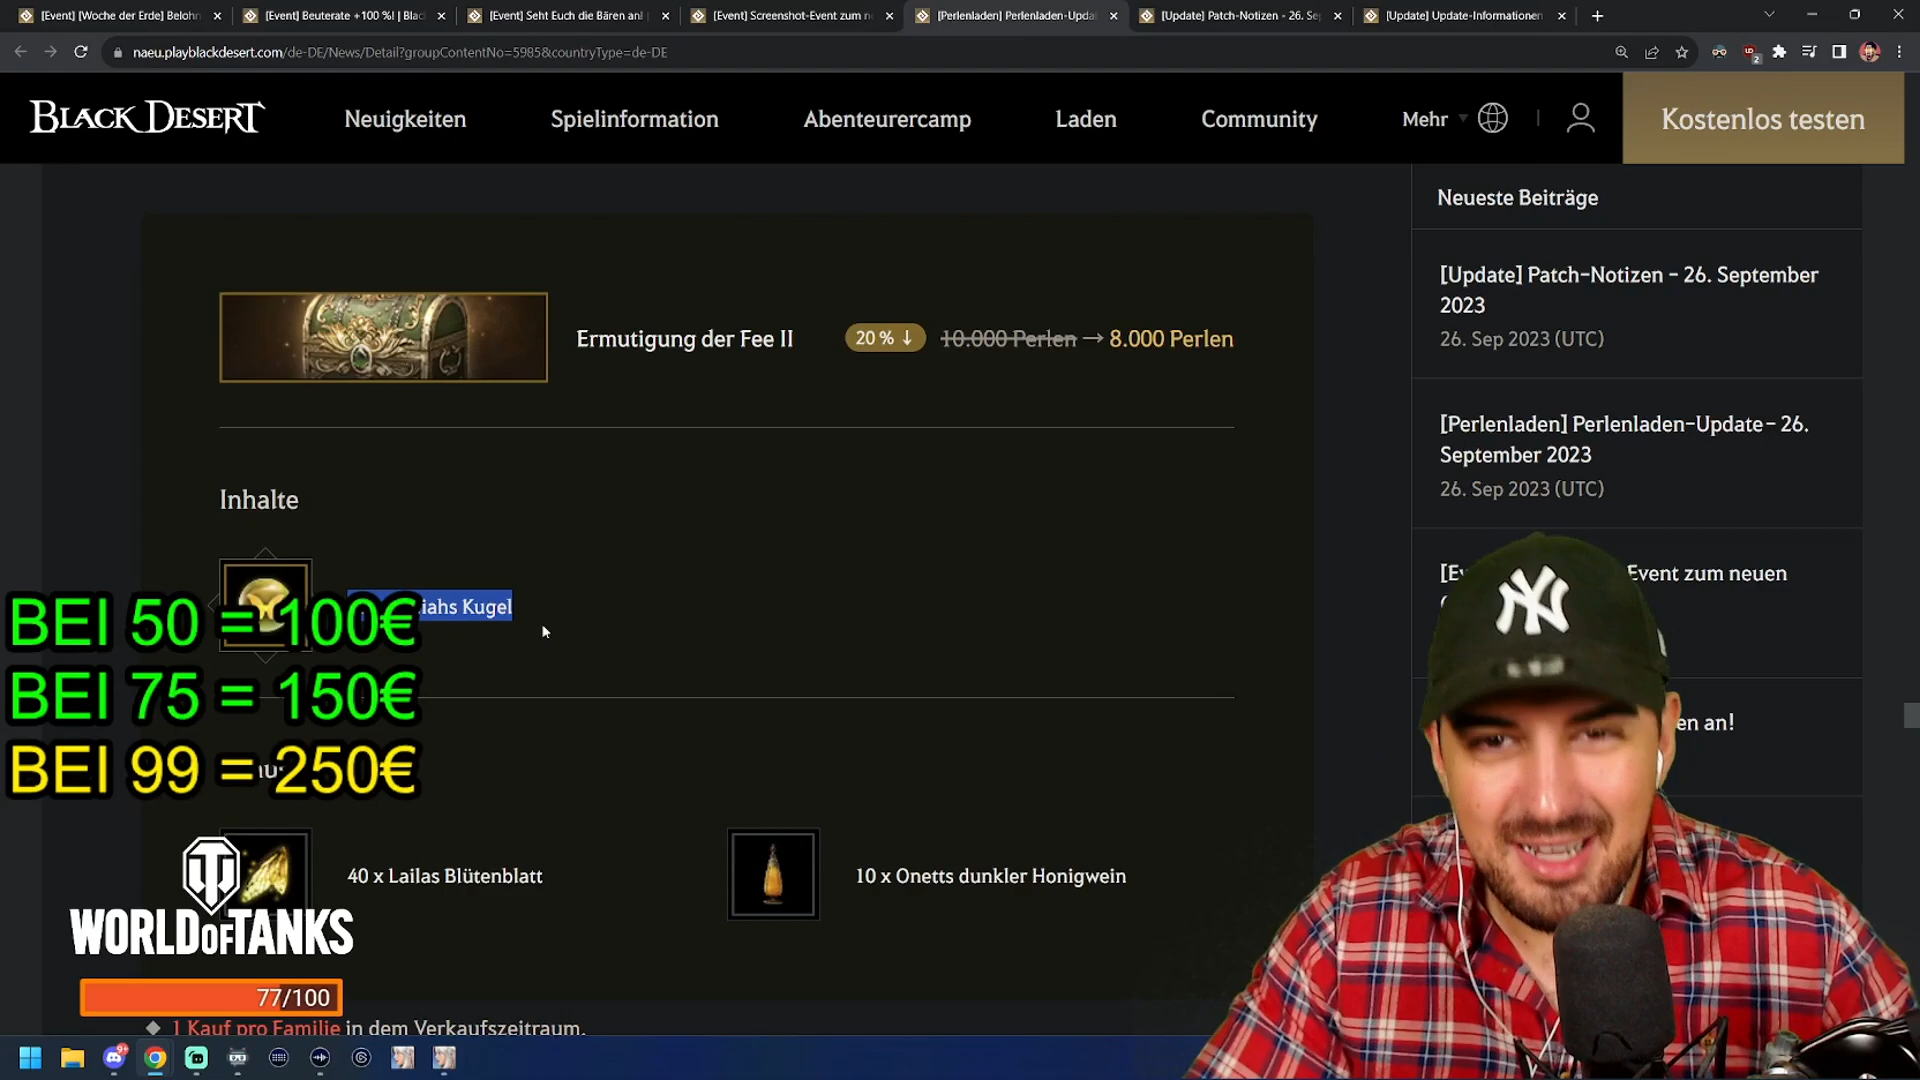 [Event] [Woche der Erde] Belohn
[Event] Beuterate +100 %! | Blac
[Event] Seht Euch die Bären an! |
[Event] Screenshot-Event zum n
[Perlenladen] Perlenladen-Upda
[Update] Patch-Notizen - 26. Se
[Update] Update-Informationen
naeu.playblackdesert.com/de-DE/News/Detail?groupContentNo=5985&countryType=de-DE
2
BLACK DESERT
Neuigkeiten
Spielinformation
Abenteurercamp
Laden
Community
Mehr
Kostenlos testen
Ermutigung der Fee II
20 % ↓
10.000 Perlen → 8.000 Perlen
Inhalte
iahs Kugel
40 x Lailas Blütenblatt
10 x Onetts dunkler Honigwein
1 Kauf pro Familie in dem Verkaufszeitraum.
Neueste Beiträge
[Update] Patch-Notizen - 26. September
2023
26. Sep 2023 (UTC)
[Perlenladen] Perlenladen-Update - 26.
September 2023
26. Sep 2023 (UTC)
Event zum neuen
en an!
BEI 50 = 100€
BEI 75 = 150€
BEI 99 = 250€
WORLD OF TANKS
77/100
NY
9+